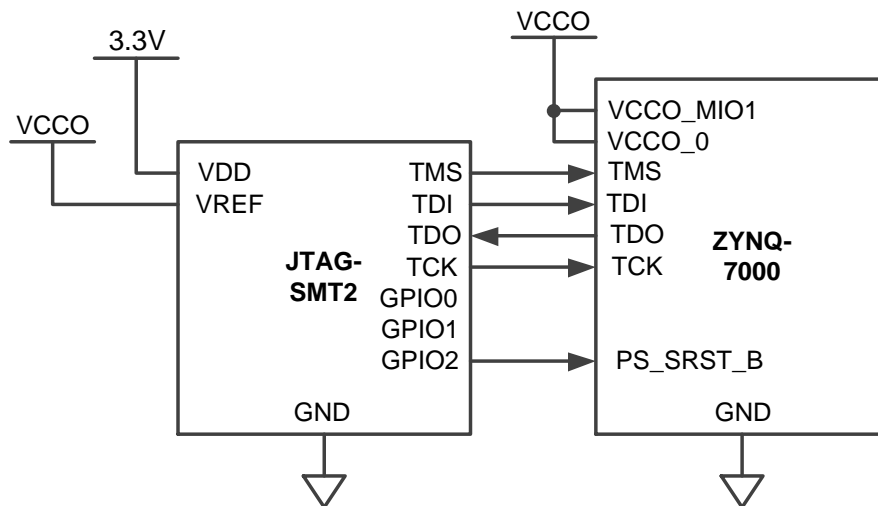 VCCO
3.3V
VCCO
VCCO_MIO1
VCCO_0
VDD
TMS
TMS
VREF
TDI
TDI
TDO
TDO
ZYNQ-
7000
JTAG-
SMT2
TCK
TCK
GPIO0
GPIO1
GPIO2
PS_SRST_B
GND
GND